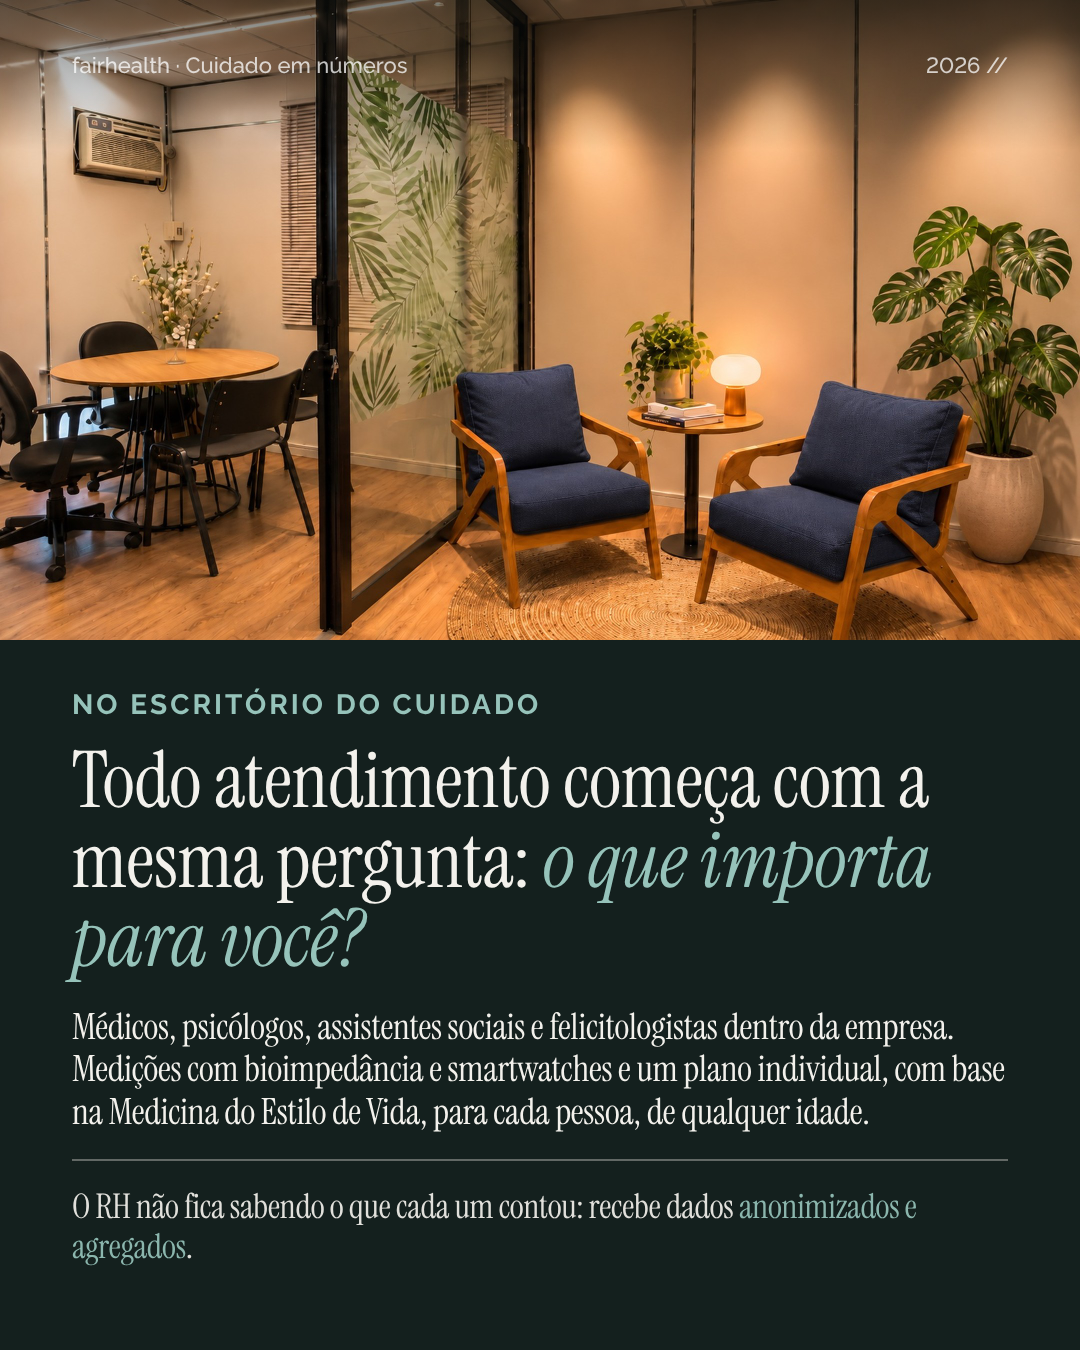 fairhealth · Cuidado em números
2026 //
NO ESCRITÓRIO DO CUIDADO
Todo atendimento começa com a
mesma pergunta: o que importa
para você?
Médicos, psicólogos, assistentes sociais e felicitologistas dentro da empresa.
Medições com bioimpedância e smartwatches e um plano individual, com base
na Medicina do Estilo de Vida, para cada pessoa, de qualquer idade.
O RH não fica sabendo o que cada um contou: recebe dados anonimizados e
agregados.